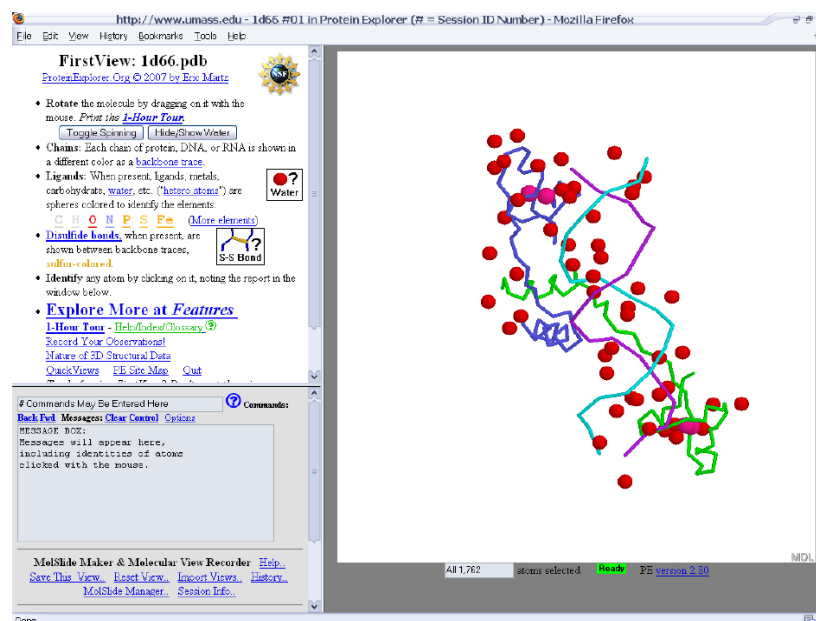 http://www.umass.edu - 1d66 #01 in Protein Explorer (# = Session ID Number) - Mozilla Firefox
File Edit View History Bookmarks Tools Help
FirstView: 1d66.pdb
ProteinExplorer.Org © 2007 by Eric Martz
NSF
• Rotate the molecule by dragging on it with the
mouse. Print the 1-Hour Tour.
Toggle Spinning Hide/Show Water
• Chains: Each chain of protein, DNA, or RNA is shown in
a different color as a backbone trace.
• Ligands: When present, ligands, metals,
carbohydrate, water, etc. ("hetero atoms") are
spheres colored to identify the elements:
? Water
C H O N P S Fe (More elements)
• Disulfide bonds, when present, are
shown between backbone traces,
sulfur-colored.
? S-S Bond
• Identify any atom by clicking on it, noting the report in the
window below.
• Explore More at Features
1-Hour Tour - Help/Index/Glossary ?
Record Your Observations!
Nature of 3D Structural Data
QuickViews PE Site Map Quit
# Commands May Be Entered Here ? Commands:
Back Fwd Messages: Clear Control Options
MESSAGE BOX:
Messages will appear here,
including identities of atoms
clicked with the mouse.
MolSlide Maker & Molecular View Recorder Help..
Save This View.. Reset View.. Import Views.. History..
MolSlide Manager.. Session Info..
MDL
All 1,762 atoms selected. Ready PE version 2.80
Done